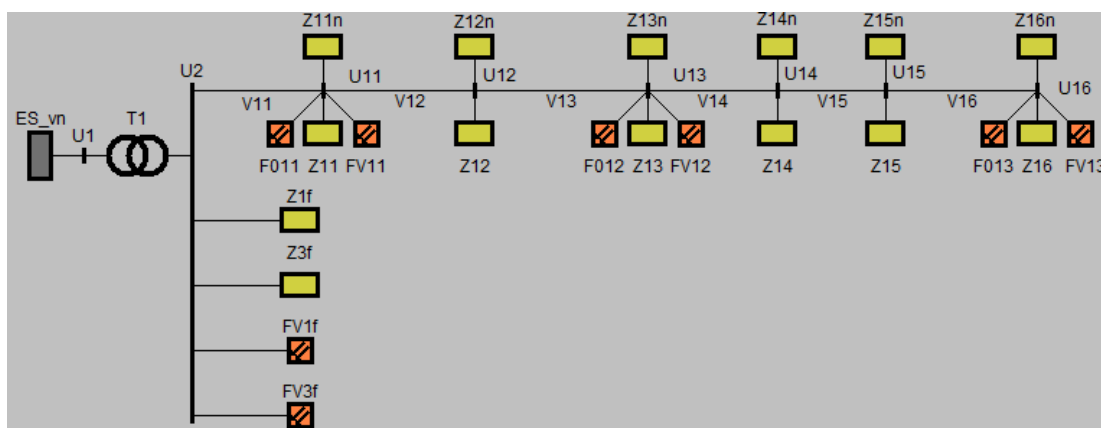 Z11n Z12n Z13n Z14n Z15n Z16n
U2 U11 U12 U13 U14 U15 U16
V11 V12 V13 V14 V15 V16
ES_vn U1 T1
F011 Z11 FV11 Z12 F012 Z13 FV12 Z14 Z15 F013 Z16 FV13
Z1f
Z3f
FV1f
FV3f